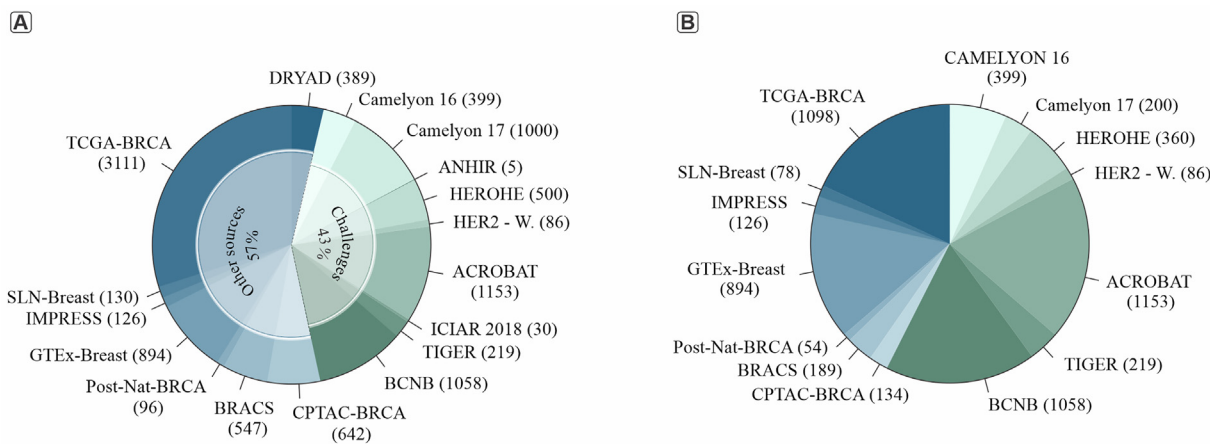 A
DRYAD (389)
Camelyon 16 (399)
Camelyon 17 (1000)
ANHIR (5)
HEROHE (500)
HER2 - W. (86)
ACROBAT
(1153)
ICIAR 2018 (30)
TIGER (219)
BCNB (1058)
CPTAC-BRCA
(642)
BRACS
(547)
Post-Nat-BRCA
(96)
GTEx-Breast (894)
IMPRESS (126)
SLN-Breast (130)
TCGA-BRCA
(3111)
Other sources
57%
Challenges
43%
B
CAMELYON 16
(399)
Camelyon 17 (200)
HEROHE (360)
HER2 - W. (86)
ACROBAT
(1153)
TIGER (219)
BCNB (1058)
CPTAC-BRCA (134)
BRACS (189)
Post-Nat-BRCA (54)
GTEx-Breast
(894)
IMPRESS
(126)
SLN-Breast (78)
TCGA-BRCA
(1098)